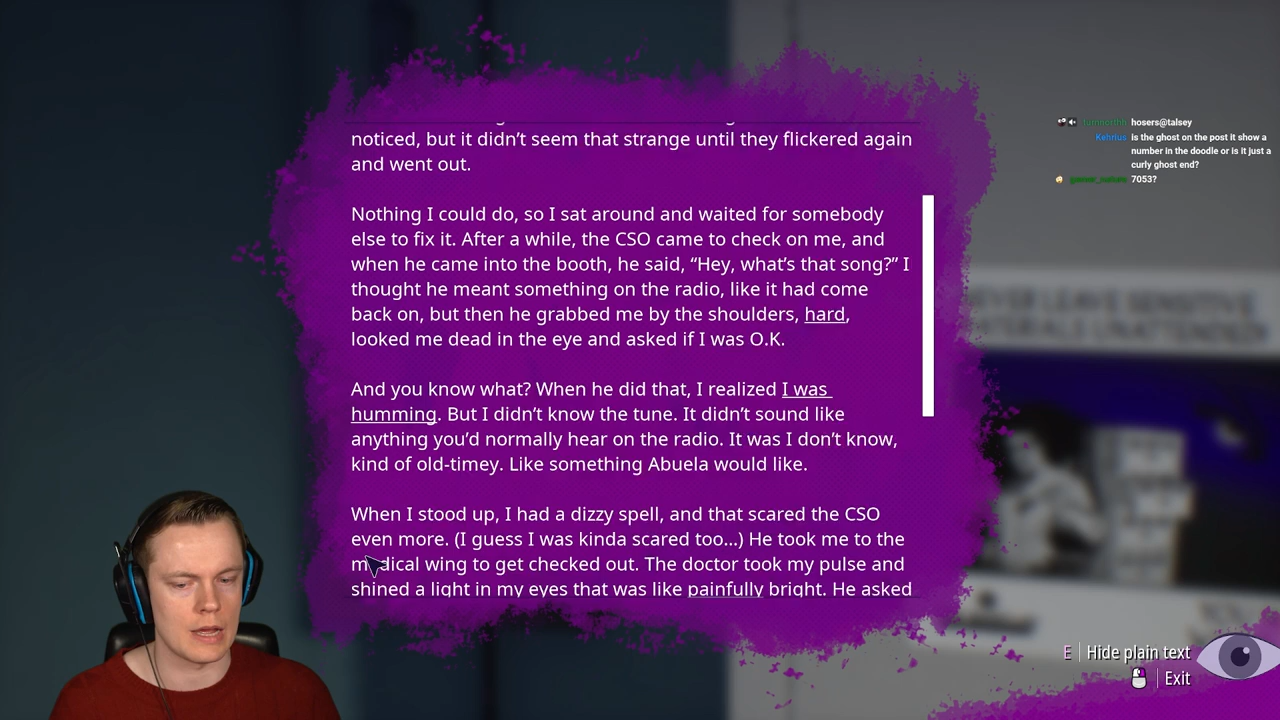 noticed, but it didn’t seem that strange until they flickered again
and went out.
Nothing I could do, so I sat around and waited for somebody
else to fix it. After a while, the CSO came to check on me, and
when he came into the booth, he said, “Hey, what’s that song?” I
thought he meant something on the radio, like it had come
back on, but then he grabbed me by the shoulders, hard,
looked me dead in the eye and asked if I was O.K.
And you know what? When he did that, I realized I was
humming. But I didn’t know the tune. It didn’t sound like
anything you’d normally hear on the radio. It was I don’t know,
kind of old-timey. Like something Abuela would like.
When I stood up, I had a dizzy spell, and that scared the CSO
even more. (I guess I was kinda scared too...) He took me to the
medical wing to get checked out. The doctor took my pulse and
shined a light in my eyes that was like painfully bright. He asked
hosers@talsey
Kehnus is the ghost on the post it show a
number in the doodle or is it just a
curly ghost end?
7053?
NEVER LEAVE SENSITIVE
MATERIALS UNATTENDED
E | Hide plain text
Exit